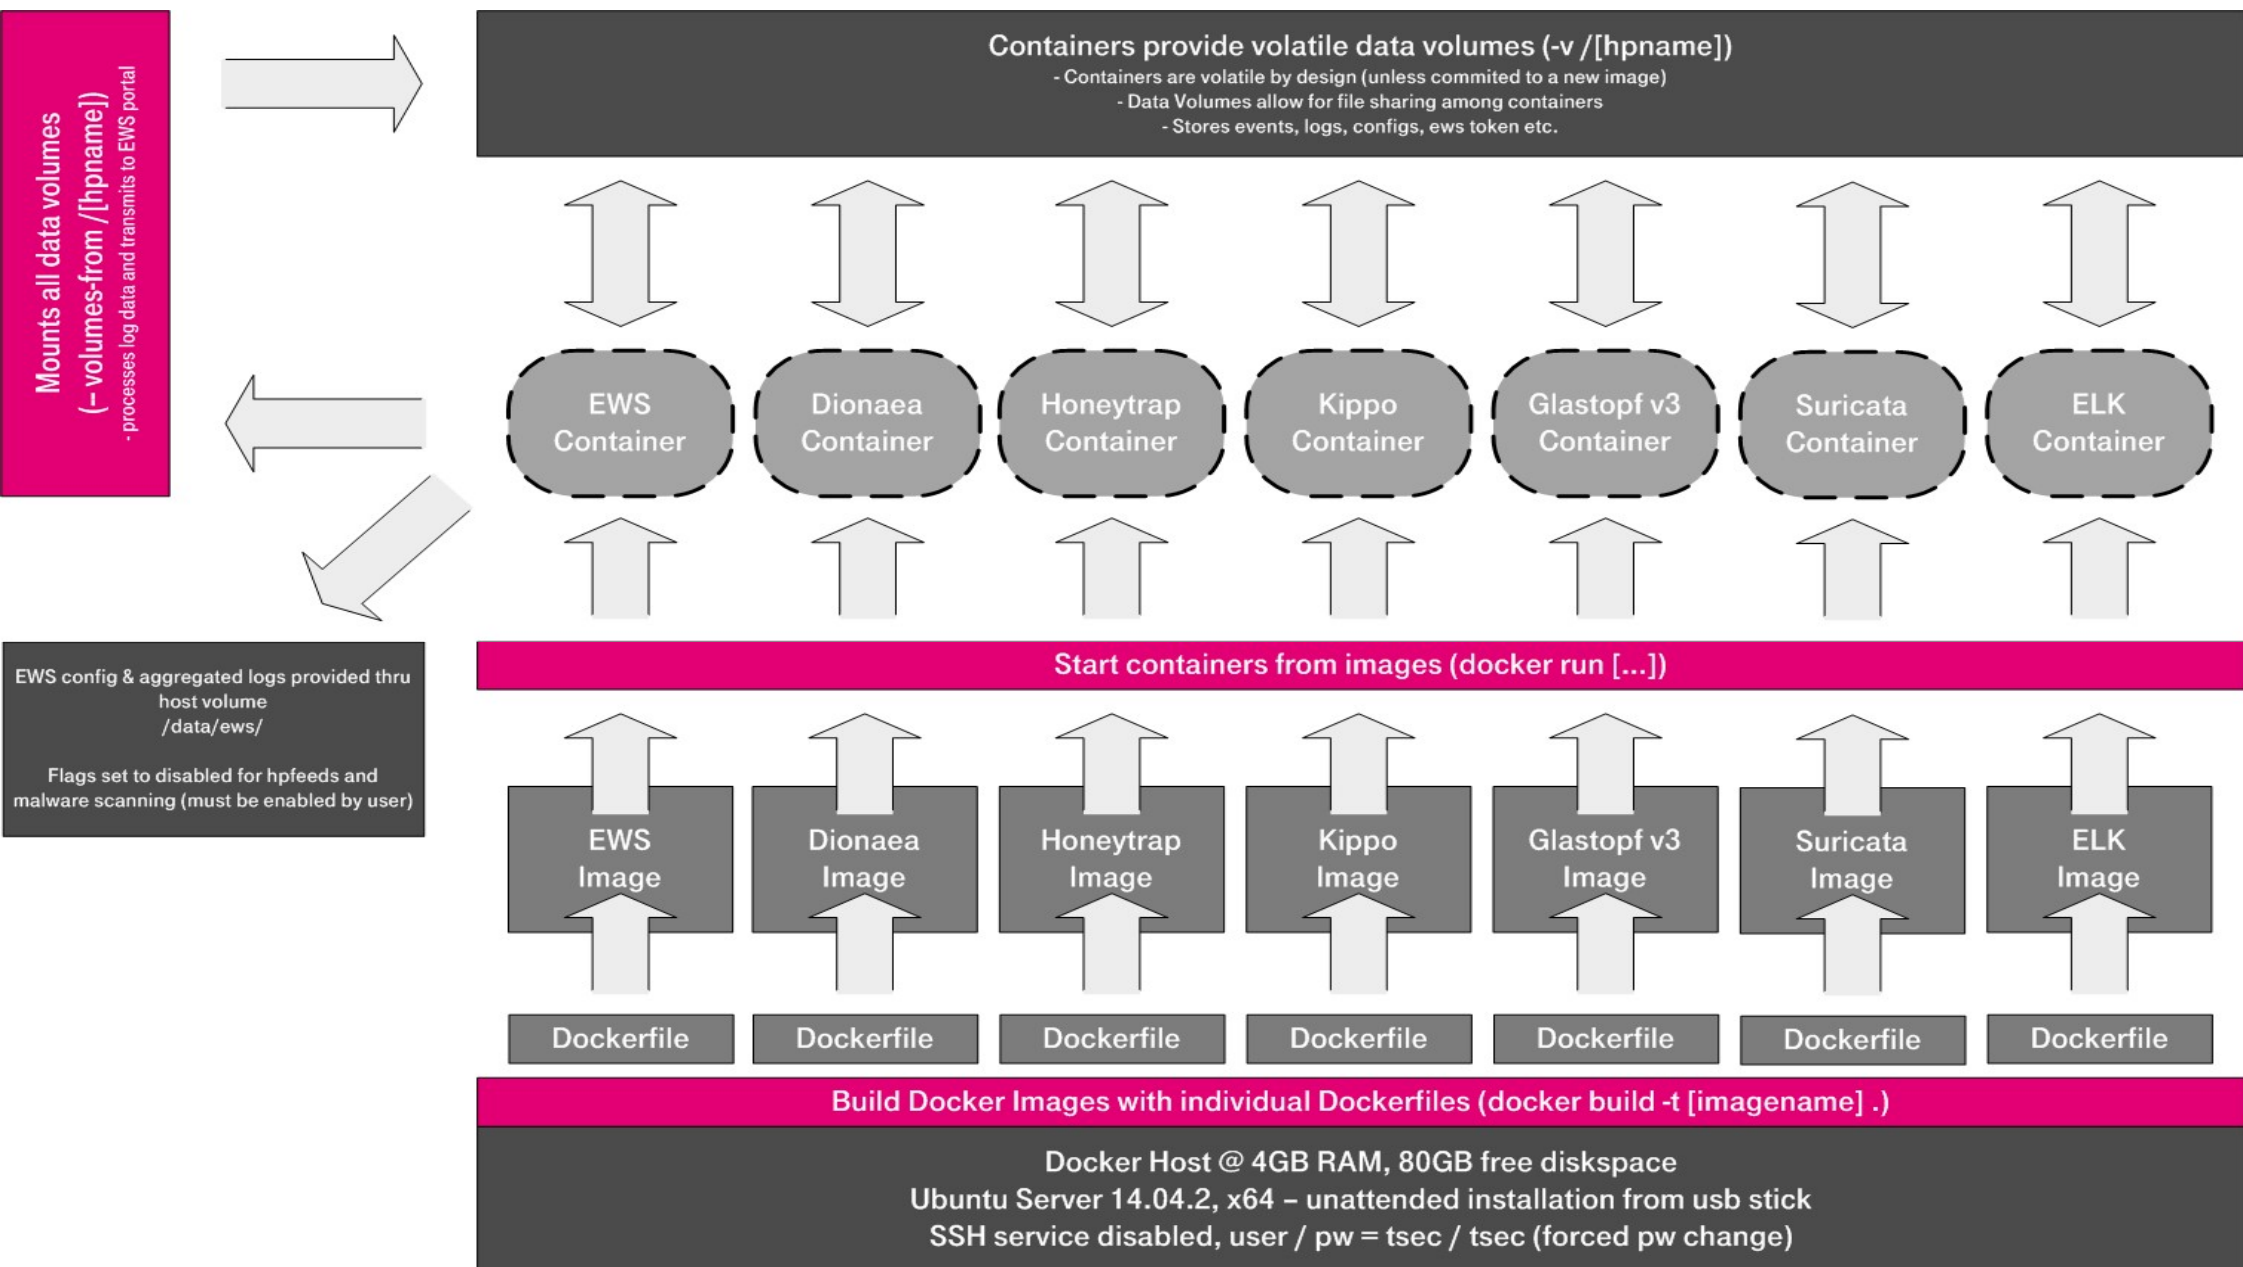 Mounts all data volumes
(– volumes-from /[hpname])
- processes log data and transmits to EWS portal
Containers provide volatile data volumes (-v /[hpname])
- Containers are volatile by design (unless commited to a new image)
- Data Volumes allow for file sharing among containers
- Stores events, logs, configs, ews token etc.
EWS
Container
Dionaea
Container
Honeytrap
Container
Kippo
Container
Glastopf v3
Container
Suricata
Container
ELK
Container
EWS config & aggregated logs provided thru
host volume
/data/ews/
Flags set to disabled for hpfeeds and
malware scanning (must be enabled by user)
Start containers from images (docker run [...])
EWS
Image
Dionaea
Image
Honeytrap
Image
Kippo
Image
Glastopf v3
Image
Suricata
Image
ELK
Image
Dockerfile
Dockerfile
Dockerfile
Dockerfile
Dockerfile
Dockerfile
Dockerfile
Build Docker Images with individual Dockerfiles (docker build -t [imagename] .)
Docker Host @ 4GB RAM, 80GB free diskspace
Ubuntu Server 14.04.2, x64 – unattended installation from usb stick
SSH service disabled, user / pw = tsec / tsec (forced pw change)